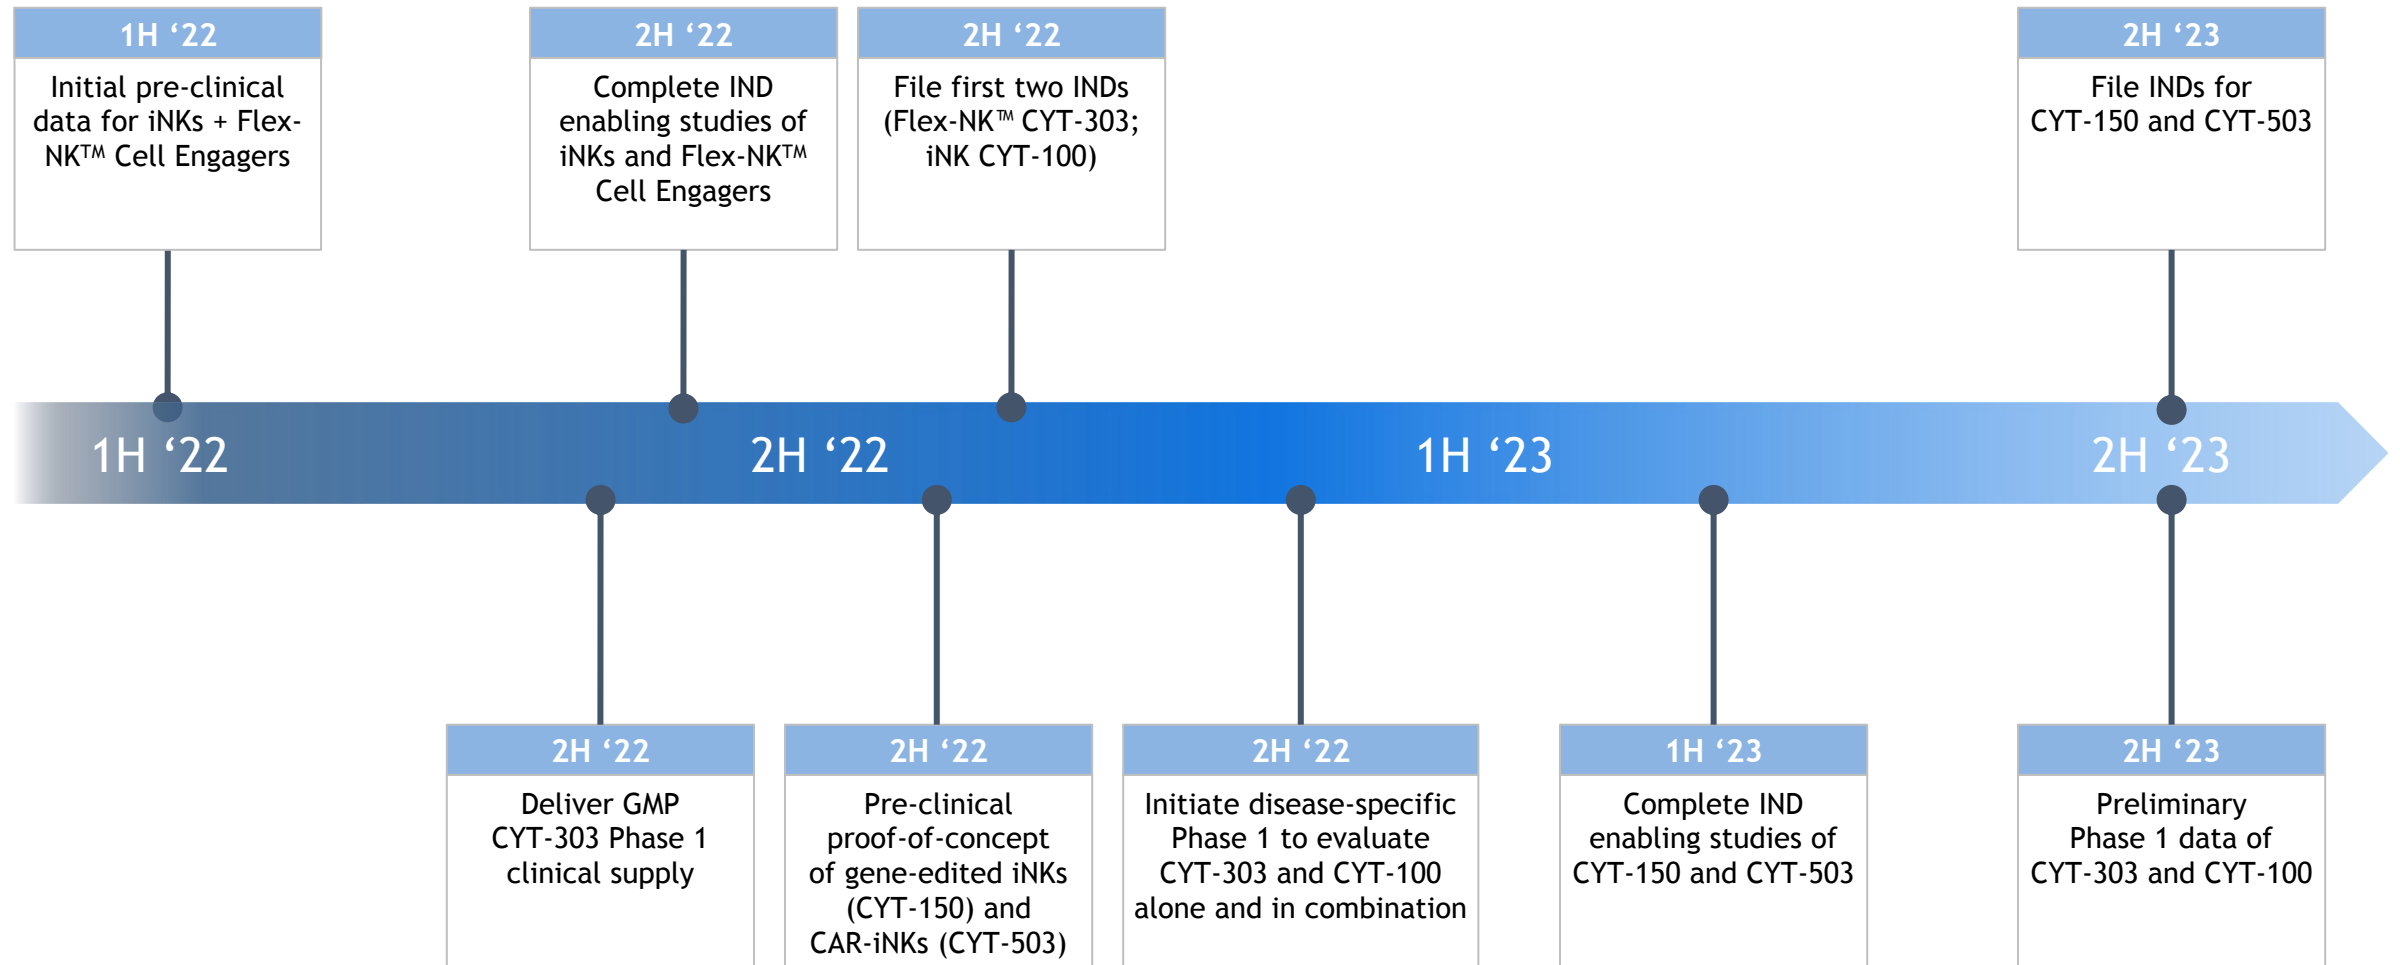 1H ‘22
Initial pre-clinical
data for iNKs + Flex-
NK™ Cell Engagers
2H ‘22
Complete IND
enabling studies of
iNKs and Flex-NK™
Cell Engagers
2H ‘22
File first two INDs
(Flex-NK™ CYT-303;
iNK CYT-100)
2H ‘23
File INDs for
CYT-150 and CYT-503
1H ‘22
2H ‘22
1H ‘23
2H ‘23
2H ‘22
Deliver GMP
CYT-303 Phase 1
clinical supply
2H ‘22
Pre-clinical
proof-of-concept
of gene-edited iNKs
(CYT-150) and
CAR-iNKs (CYT-503)
2H ‘22
Initiate disease-specific
Phase 1 to evaluate
CYT-303 and CYT-100
alone and in combination
1H ‘23
Complete IND
enabling studies of
CYT-150 and CYT-503
2H ‘23
Preliminary
Phase 1 data of
CYT-303 and CYT-100